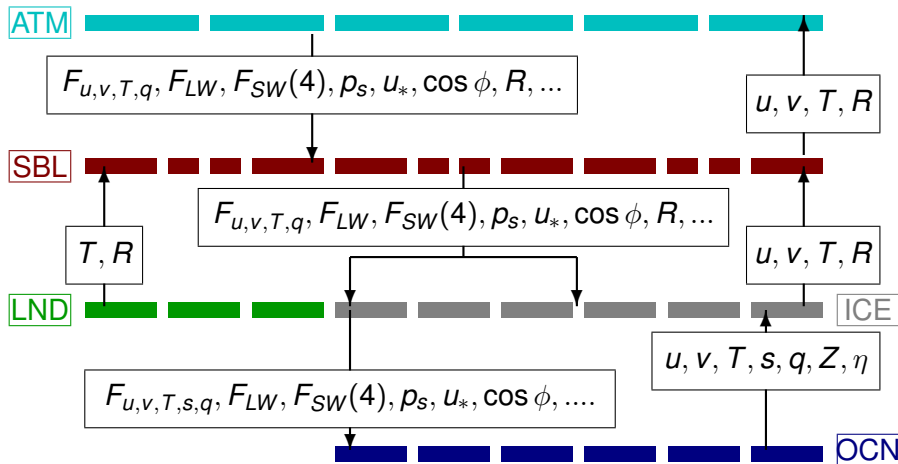 ATM
F_{u,v,T,q}, F_{LW}, F_{SW}(4), p_s, u_*, cos ϕ, R, ...
u, v, T, R
SBL
F_{u,v,T,q}, F_{LW}, F_{SW}(4), p_s, u_*, cos ϕ, R, ...
T, R
u, v, T, R
LND
ICE
u, v, T, s, q, Z, η
F_{u,v,T,s,q}, F_{LW}, F_{SW}(4), p_s, u_*, cos ϕ, ....
OCN